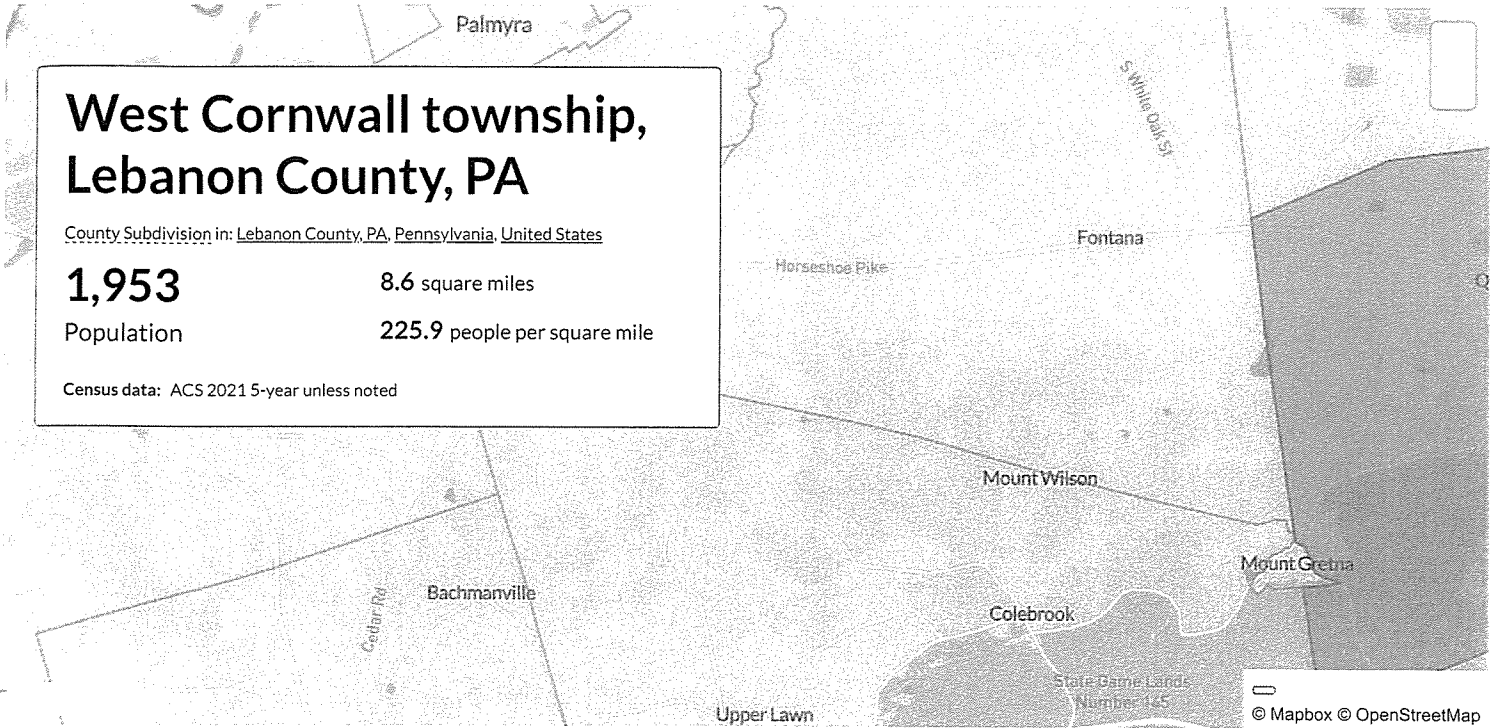 Palmyra
West Cornwall township,
Lebanon County, PA
County Subdivision in: Lebanon County, PA, Pennsylvania, United States
1,953
Population
8.6 square miles
225.9 people per square mile
Census data: ACS 2021 5-year unless noted
S White Oak St
Fontana
Horseshoe Pike
Q
Mount Wilson
Mount Gretna
Bachmanville
Cedar Rd
Colebrook
State Game Lands
Number 145
Upper Lawn
© Mapbox © OpenStreetMap